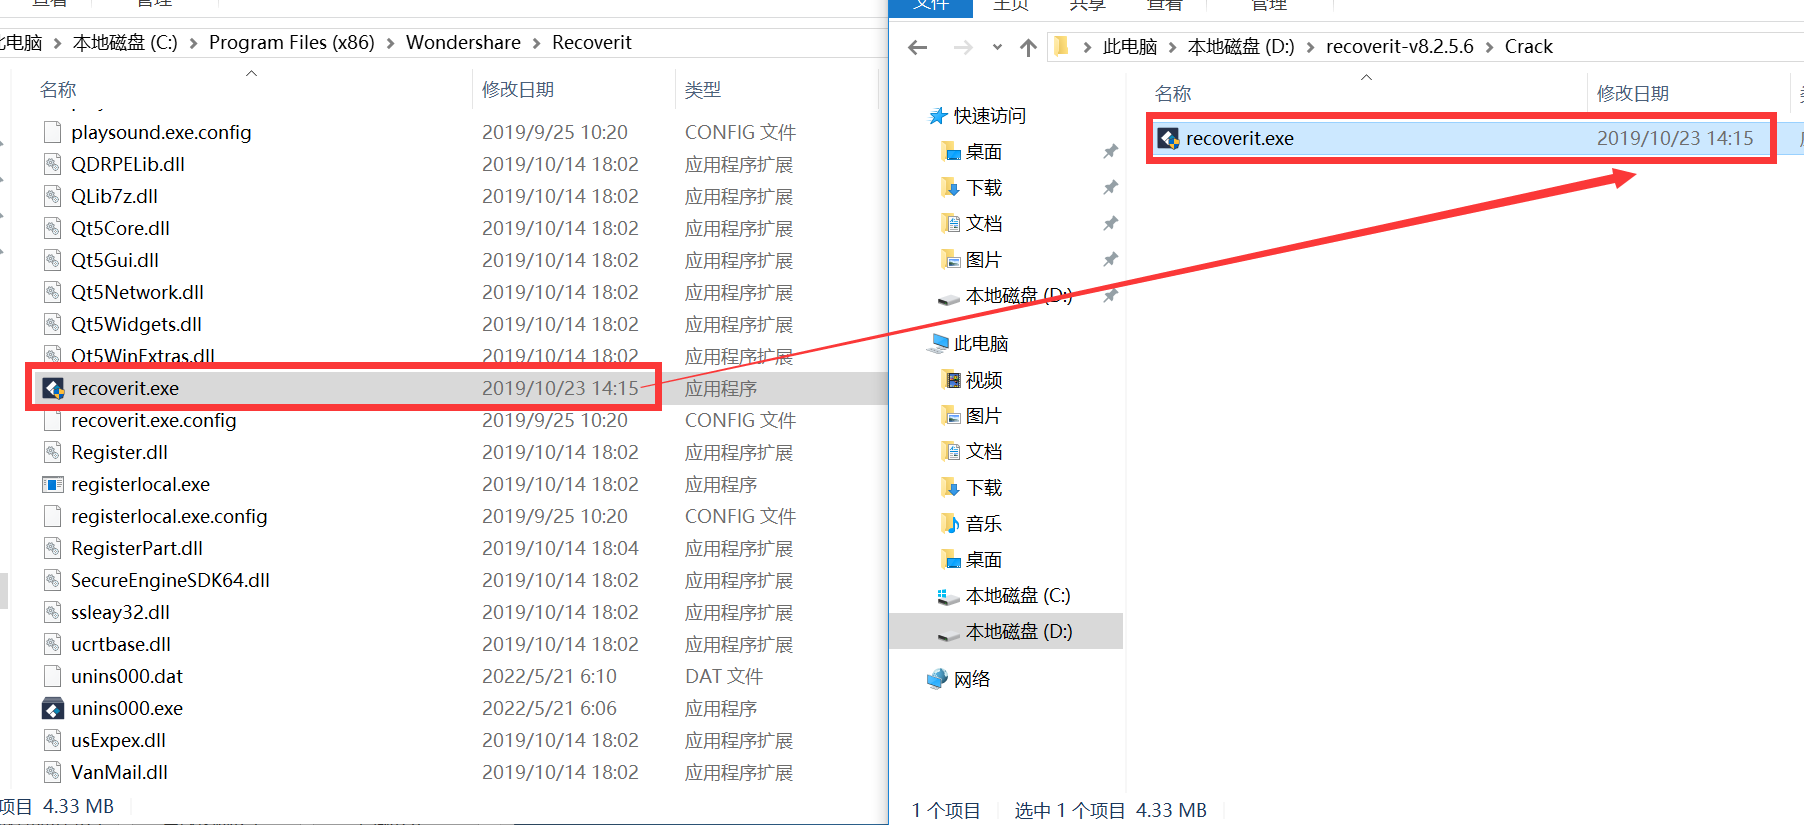 查看 管理
此电脑 > 本地磁盘 (C:) > Program Files (x86) > Wondershare > Recoverit
名称 修改日期 类型
playsound.exe.config 2019/9/25 10:20 CONFIG 文件
QDRPELib.dll 2019/10/14 18:02 应用程序扩展
QLib7z.dll 2019/10/14 18:02 应用程序扩展
Qt5Core.dll 2019/10/14 18:02 应用程序扩展
Qt5Gui.dll 2019/10/14 18:02 应用程序扩展
Qt5Network.dll 2019/10/14 18:02 应用程序扩展
Qt5Widgets.dll 2019/10/14 18:02 应用程序扩展
Qt5WinExtras.dll 2019/10/14 18:02 应用程序扩展
recoverit.exe 2019/10/23 14:15 应用程序
recoverit.exe.config 2019/9/25 10:20 CONFIG 文件
Register.dll 2019/10/14 18:02 应用程序扩展
registerlocal.exe 2019/10/14 18:02 应用程序
registerlocal.exe.config 2019/9/25 10:20 CONFIG 文件
RegisterPart.dll 2019/10/14 18:04 应用程序扩展
SecureEngineSDK64.dll 2019/10/14 18:02 应用程序扩展
ssleay32.dll 2019/10/14 18:02 应用程序扩展
ucrtbase.dll 2019/10/14 18:02 应用程序扩展
unins000.dat 2022/5/21 6:10 DAT 文件
unins000.exe 2022/5/21 6:06 应用程序
usExpex.dll 2019/10/14 18:02 应用程序扩展
VanMail.dll 2019/10/14 18:02 应用程序扩展
项目 4.33 MB
文件 主页 共享 查看 管理
此电脑 > 本地磁盘 (D:) > recoverit-v8.2.5.6 > Crack
名称 修改日期
recoverit.exe 2019/10/23 14:15
快速访问
桌面
下载
文档
图片
本地磁盘 (D:)
此电脑
视频
图片
文档
下载
音乐
桌面
本地磁盘 (C:)
本地磁盘 (D:)
网络
1 个项目 选中 1 个项目 4.33 MB